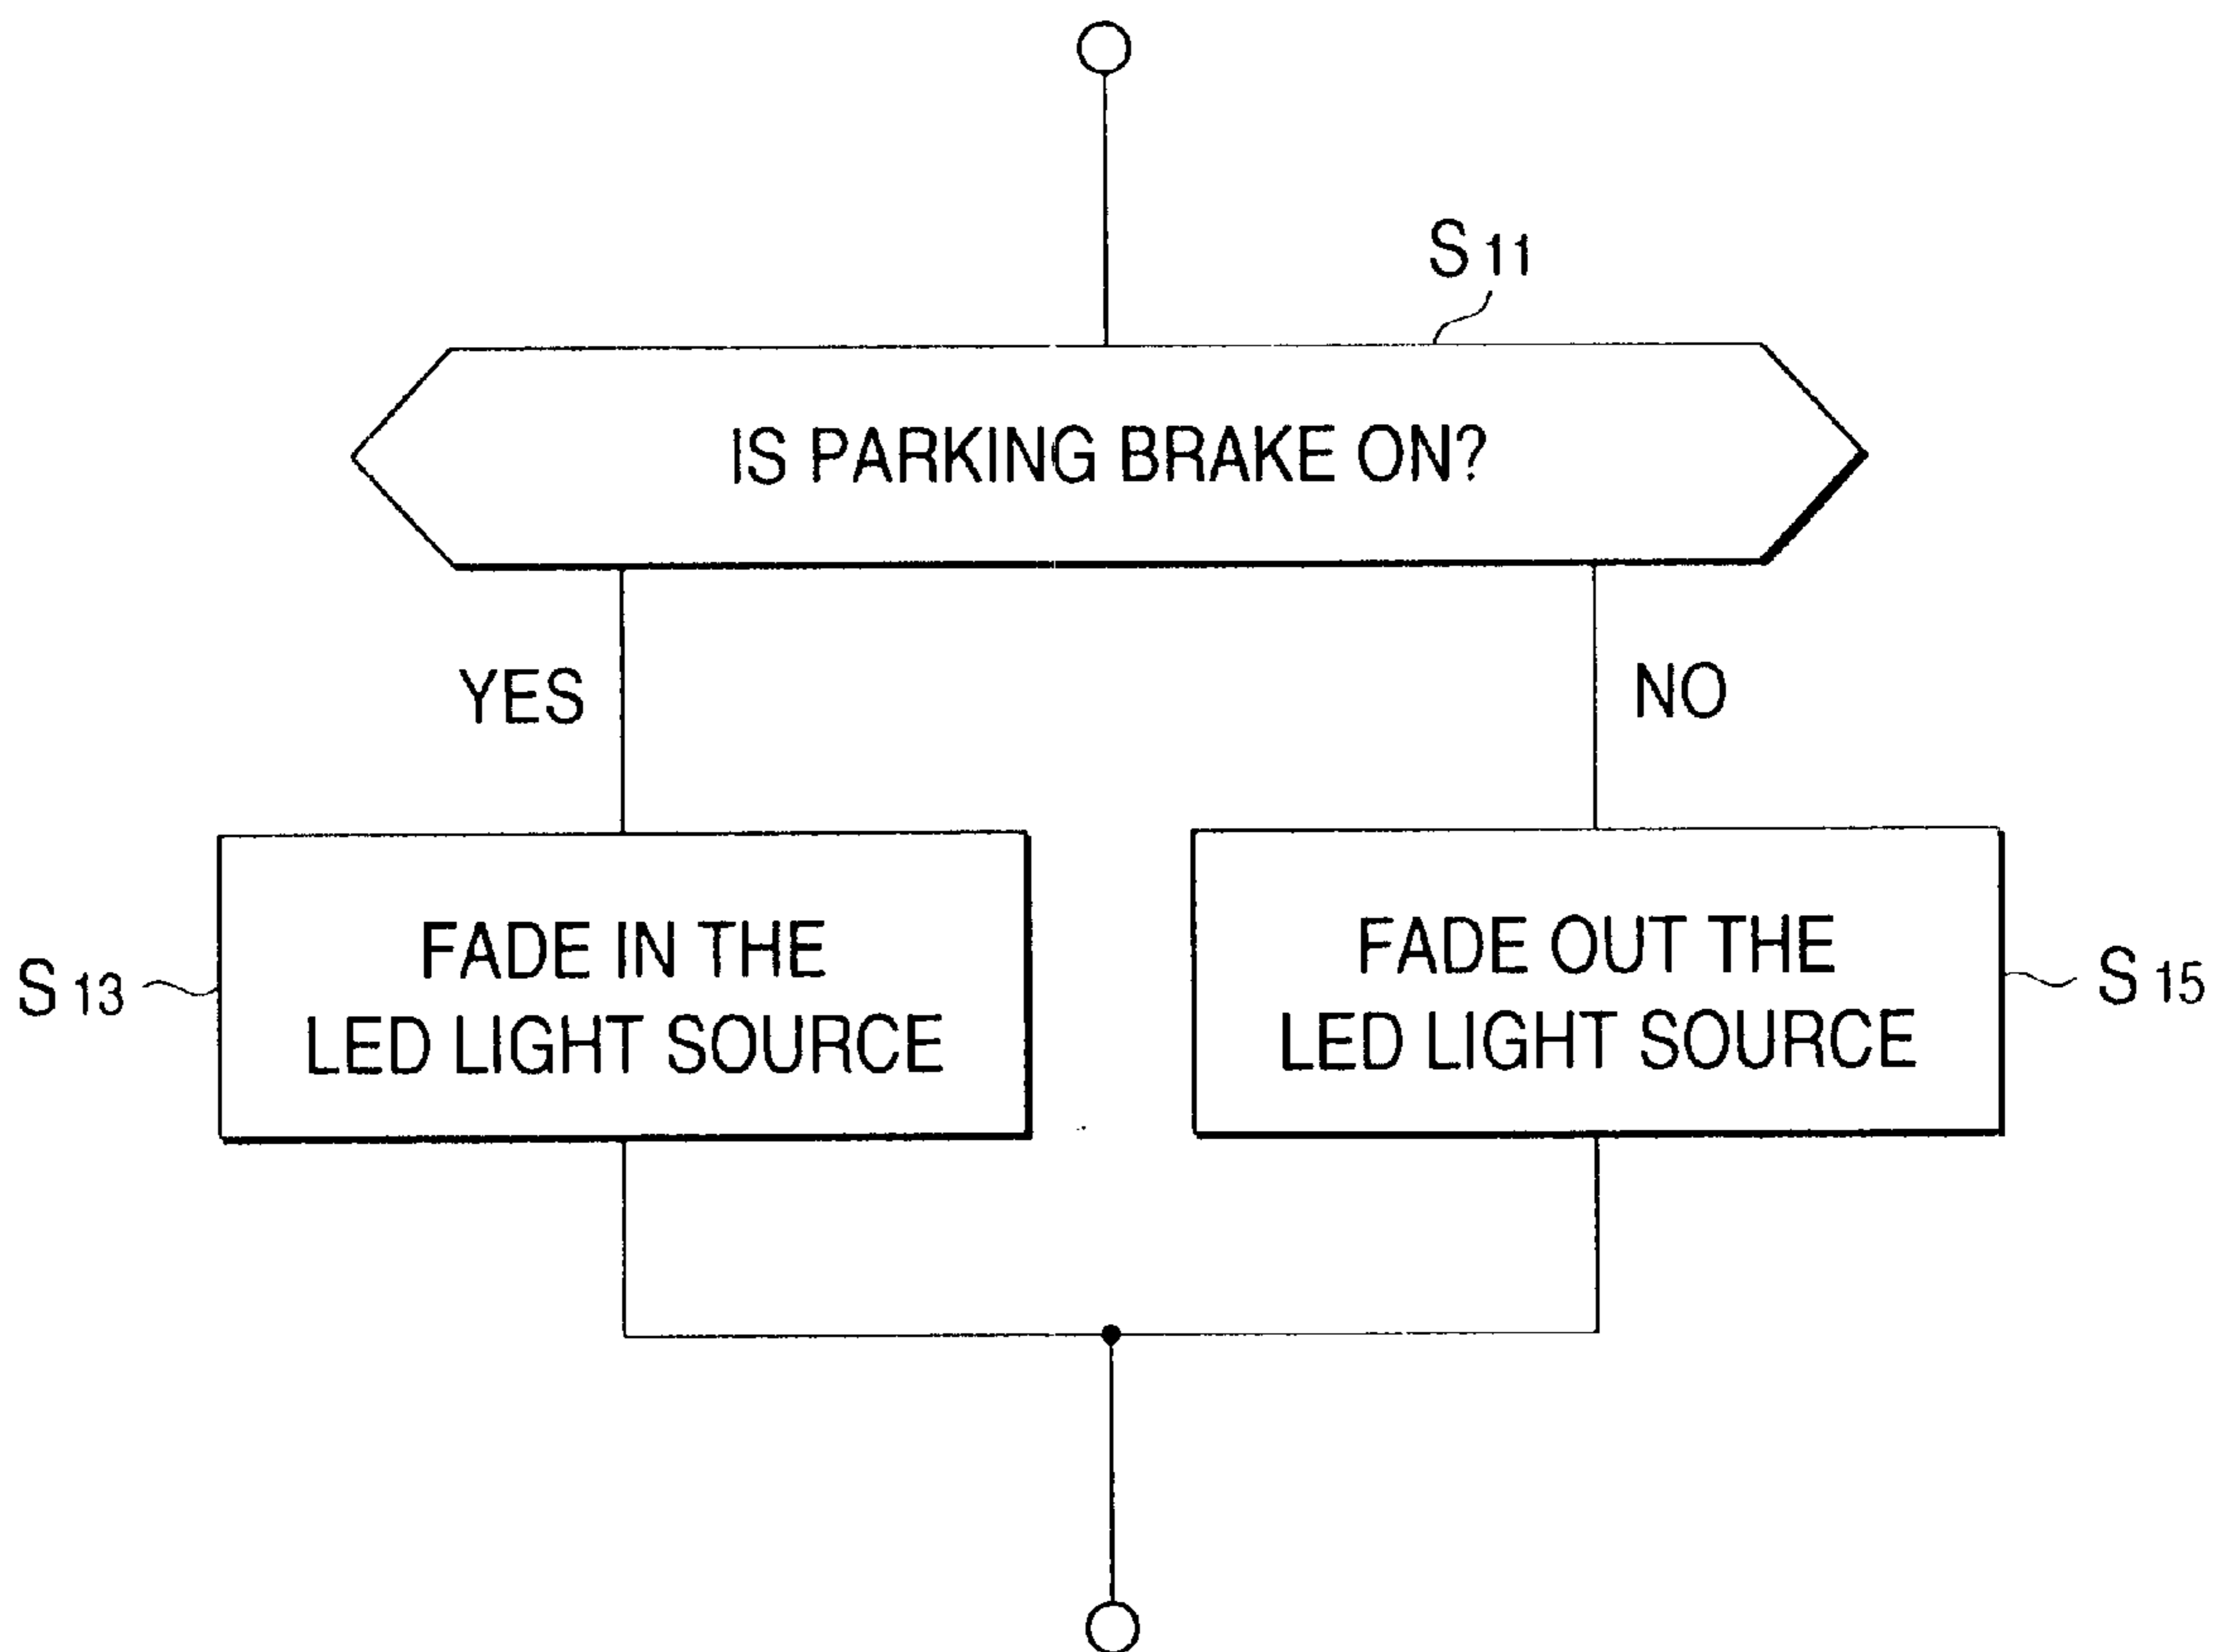 S11
IS PARKING BRAKE ON?
YES
NO
FADE IN THE
LED LIGHT SOURCE
S13
FADE OUT THE
LED LIGHT SOURCE
S15